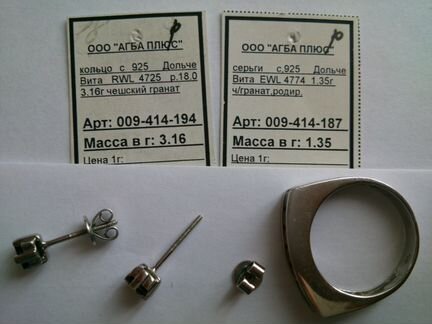 ООО "АГБА ПЛЮС"
кольцо с 925 Дольче
Вита RWL 4725 р.18.0
3.16г чешский гранат
Арт: 009-414-194
Масса в г: 3.16
Цена 1г:
ООО "АГБА ПЛЮС"
серьги с,925 Дольче
Вита EWL 4774 1.35г
ч/гранат,родир.
Арт: 009-414-187
Масса в г: 1.35
Цена 1г: